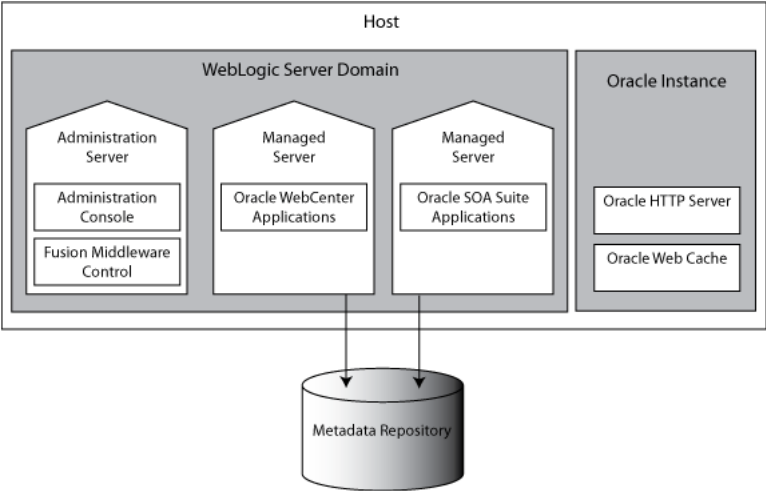 Host
WebLogic Server Domain
Administration
Server
Administration
Console
Fusion Middleware
Control
Managed
Server
Oracle WebCenter
Applications
Managed
Server
Oracle SOA Suite
Applications
Oracle Instance
Oracle HTTP Server
Oracle Web Cache
Metadata Repository